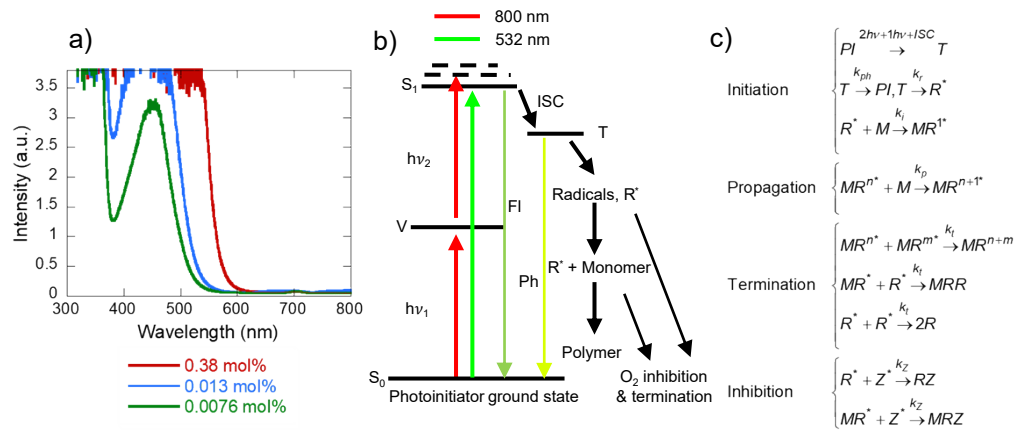 a)
3.5
3
2.5
2
1.5
1
0.5
0
300 400 500 600 700 800
Intensity (a.u.)
Wavelength (nm)
0.38 mol%
0.013 mol%
0.0076 mol%
800 nm
532 nm
b)
S₁
ISC
T
hν₂
Fl
Radicals, R*
V
R* + Monomer
Ph
hν₁
Polymer
S₀
O₂ inhibition
& termination
Photoinitiator ground state
c)
Initiation
PI 2hν+1hν+ISC → T
T kₚₕ→ PI, T kᵣ→ R*
R* + M kᵢ→ MR¹*
Propagation
MRⁿ* + M kₚ→ MRⁿ⁺¹*
Termination
MRⁿ* + MRᵐ* kₜ→ MRⁿ⁺ᵐ
MR* + R* kₜ→ MRR
R* + R* kₜ→ 2R
Inhibition
R* + Z* k_Z→ RZ
MR* + Z* k_Z→ MRZ